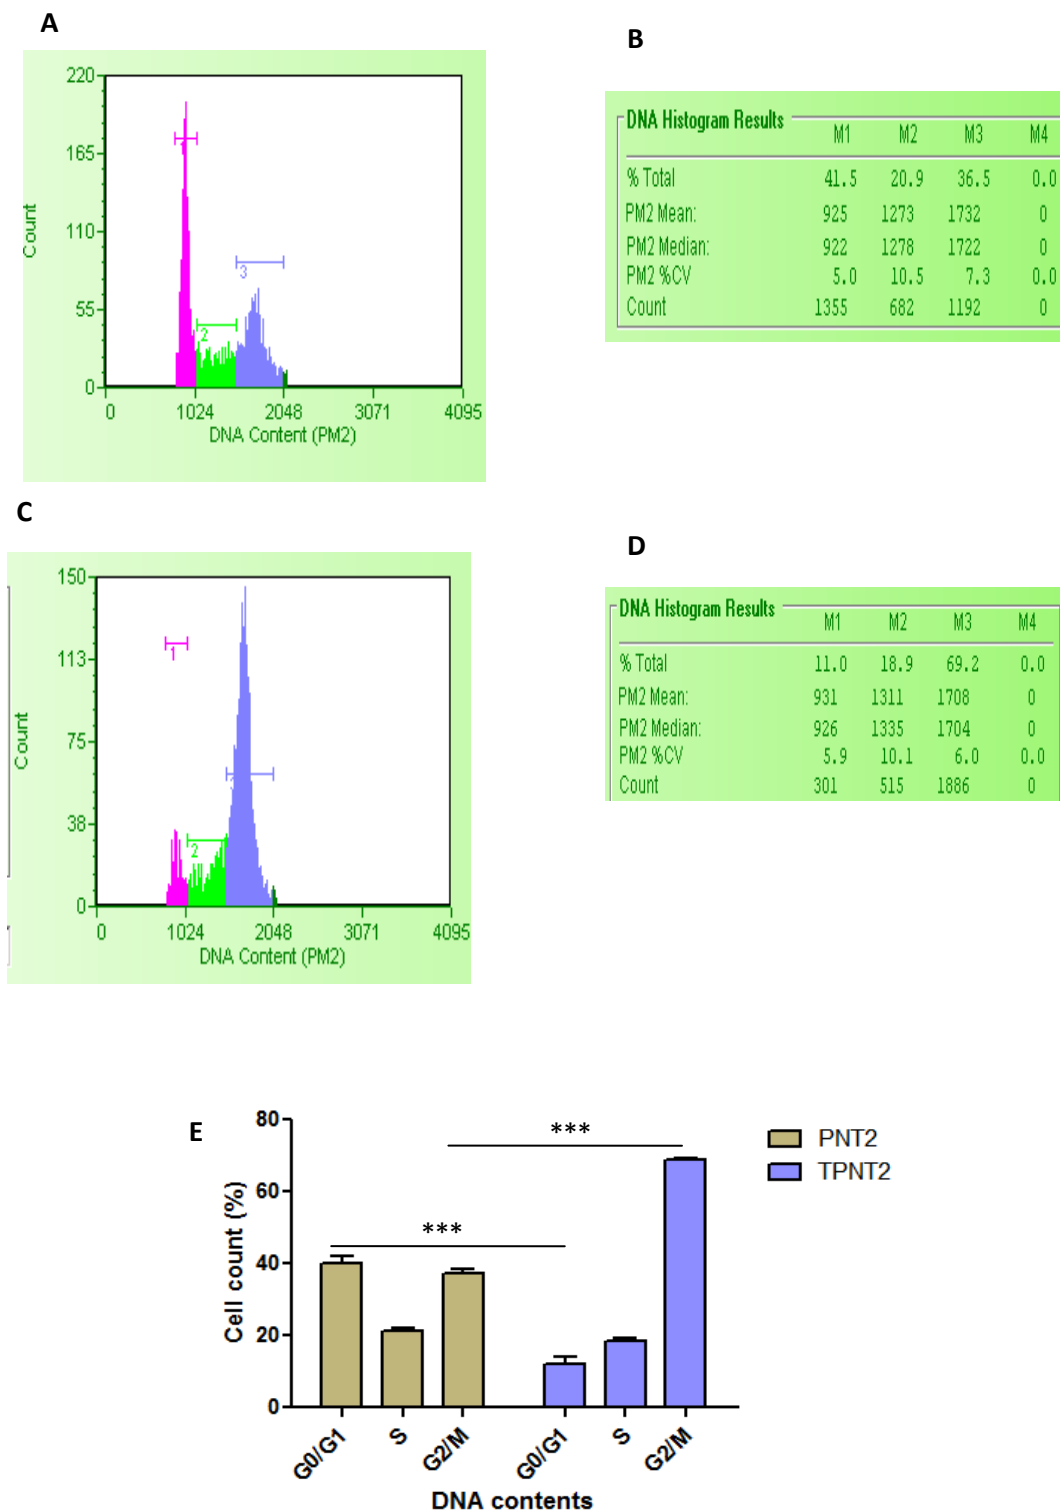 A
220
165
110
55
0
Count
1
2
3
0 1024 2048 3071 4095
DNA Content (PM2)
B
DNA Histogram Results M1 M2 M3 M4
% Total 41.5 20.9 36.5 0.0
PM2 Mean: 925 1273 1732 0
PM2 Median: 922 1278 1722 0
PM2 %CV 5.0 10.5 7.3 0.0
Count 1355 682 1192 0
C
150
113
75
38
0
Count
1
2
0 1024 2048 3071 4095
DNA Content (PM2)
D
DNA Histogram Results M1 M2 M3 M4
% Total 11.0 18.9 69.2 0.0
PM2 Mean: 931 1311 1708 0
PM2 Median: 926 1335 1704 0
PM2 %CV 5.9 10.1 6.0 0.0
Count 301 515 1886 0
E
80
60
40
20
0
Cell count (%)
***
***
PNT2
TPNT2
G0/G1 S G2/M G0/G1 S G2/M
DNA contents